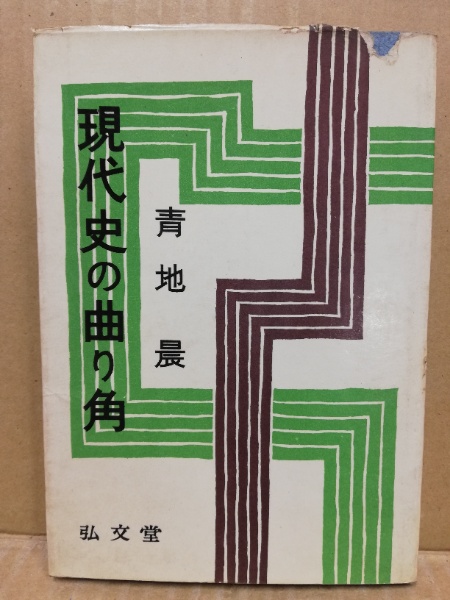 現代史の曲り角
青地 晨
弘文堂